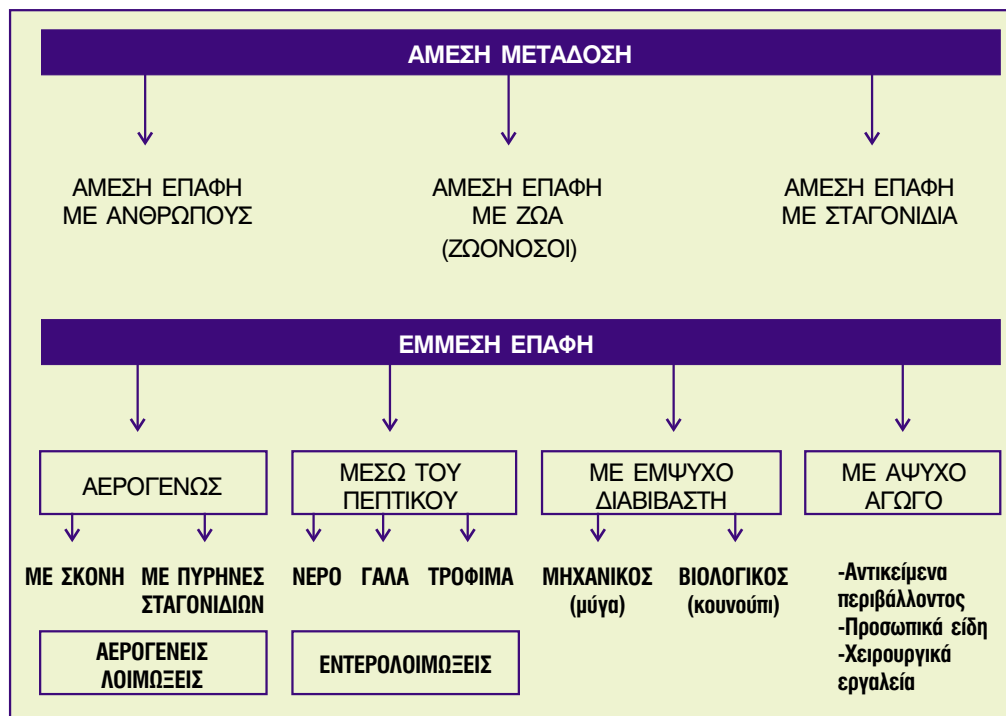 ΑΜΕΣΗ ΜΕΤΑΔΟΣΗ
ΑΜΕΣΗ ΕΠΑΦΗ
ΜΕ ΑΝΘΡΩΠΟΥΣ
ΑΜΕΣΗ ΕΠΑΦΗ
ΜΕ ΖΩΑ
(ΖΩΟΝΟΣΟΙ)
ΑΜΕΣΗ ΕΠΑΦΗ
ΜΕ ΣΤΑΓΟΝΙΔΙΑ
ΕΜΜΕΣΗ ΕΠΑΦΗ
ΑΕΡΟΓΕΝΩΣ
ΜΕΣΩ ΤΟΥ
ΠΕΠΤΙΚΟΥ
ΜΕ ΕΜΨΥΧΟ
ΔΙΑΒΙΒΑΣΤΗ
ΜΕ ΑΨΥΧΟ
ΑΓΩΓΟ
ΜΕ ΣΚΟΝΗ
ΜΕ ΠΥΡΗΝΕΣ
ΣΤΑΓΟΝΙΔΙΩΝ
ΝΕΡΟ
ΓΑΛΑ
ΤΡΟΦΙΜΑ
ΜΗΧΑΝΙΚΟΣ
(μύγα)
ΒΙΟΛΟΓΙΚΟΣ
(κουνούπι)
-Αντικείμενα
περιβάλλοντος
-Προσωπικά είδη
-Χειρουργικά
εργαλεία
ΑΕΡΟΓΕΝΕΙΣ
ΛΟΙΜΩΞΕΙΣ
ΕΝΤΕΡΟΛΟΙΜΩΞΕΙΣ